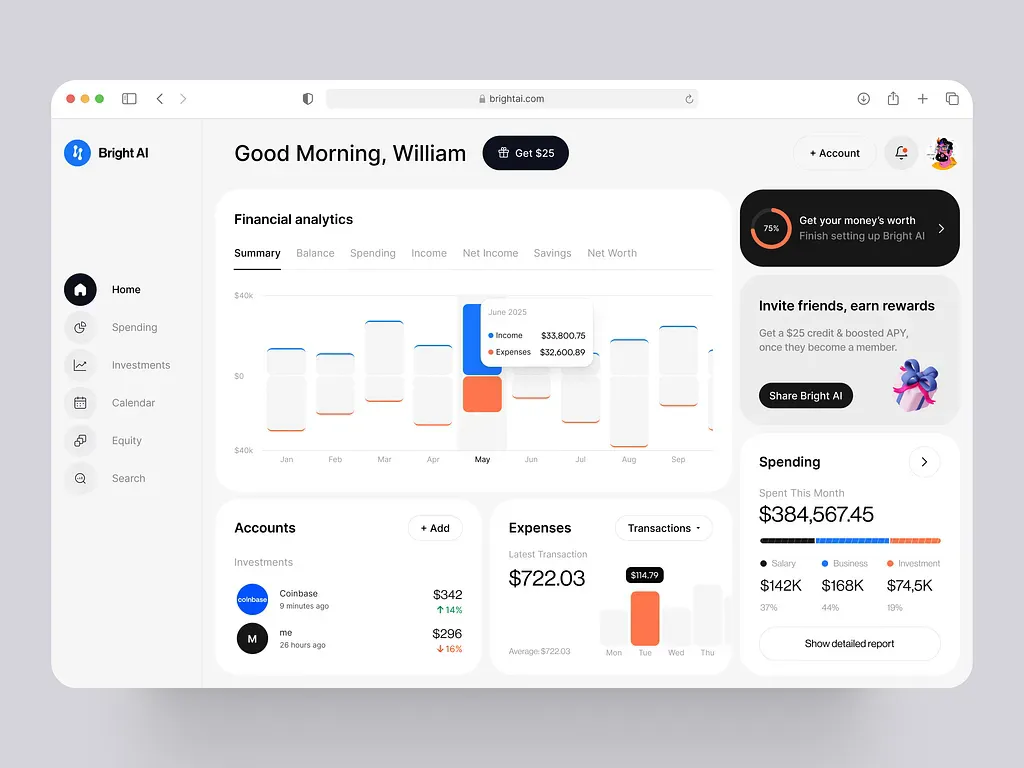 brightai.com
Bright AI
Good Morning, William
Get $25
+ Account
Home
Spending
Investments
Calendar
Equity
Search
Financial analytics
Summary Balance Spending Income Net Income Savings Net Worth
$40k
$0
$40k
June 2025
Income $33,800.75
Expenses $32,600.89
Jan Feb Mar Apr May Jun Jul Aug Sep
75%
Get your money's worth
Finish setting up Bright AI
Invite friends, earn rewards
Get a $25 credit & boosted APY,
once they become a member.
Share Bright AI
Accounts
+ Add
Investments
coinbase
Coinbase
9 minutes ago
$342
14%
M
me
26 hours ago
$296
16%
Expenses
Transactions
Latest Transaction
$722.03
$114.79
Average: $722.03
Mon Tue Wed Thu
Spending
Spent This Month
$384,567.45
Salary Business Investment
$142K $168K $74,5K
37% 44% 19%
Show detailed report